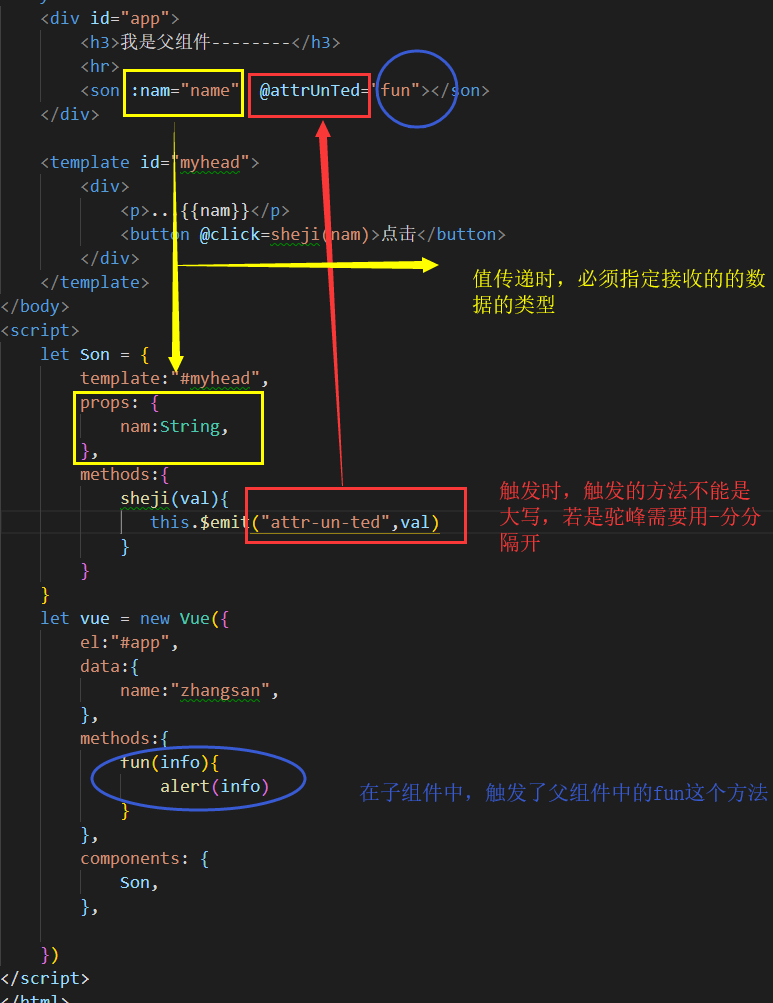 <div id="app">
<h3>我是父组件--------</h3>
<hr>
<son :nam="name" @attrUnTed="fun"></son>
</div>
<template id="myhead">
<div>
<p>...{{nam}}</p>
<button @click=sheji(nam)>点击</button>
</div>
</template>
值传递时，必须指定接收的的数
据的类型
</body>
<script>
let Son = {
template:"#myhead",
props: {
nam:String,
},
methods:{
sheji(val){
this.$emit("attr-un-ted",val)
}
}
}
触发时，触发的方法不能是
大写，若是驼峰需要用-分分
隔开
let vue = new Vue({
el:"#app",
data:{
name:"zhangsan",
},
methods:{
fun(info){
alert(info)
}
},
在子组件中，触发了父组件中的fun这个方法
components: {
Son,
},
})
</script>
</html>